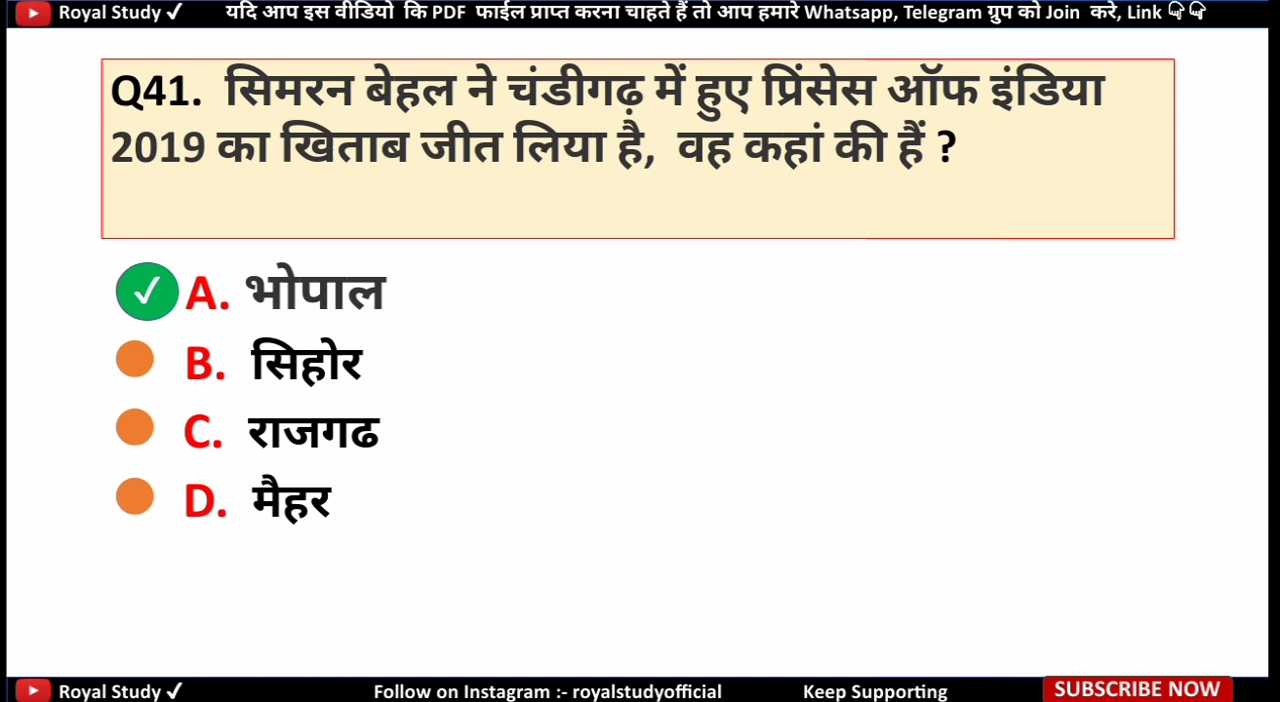 Royal Study ✓ यदि आप इस वीडियो कि PDF फाईल प्राप्त करना चाहते हैं तो आप हमारे Whatsapp, Telegram ग्रुप को Join करे, Link 👇👇
Q41. सिमरन बेहल ने चंडीगढ़ में हुए प्रिंसेस ऑफ इंडिया
2019 का खिताब जीत लिया है, वह कहां की हैं ?
✓ A. भोपाल
B. सिहोर
C. राजगढ
D. मैहर
Royal Study ✓ Follow on Instagram :- royalstudyofficial Keep Supporting SUBSCRIBE NOW